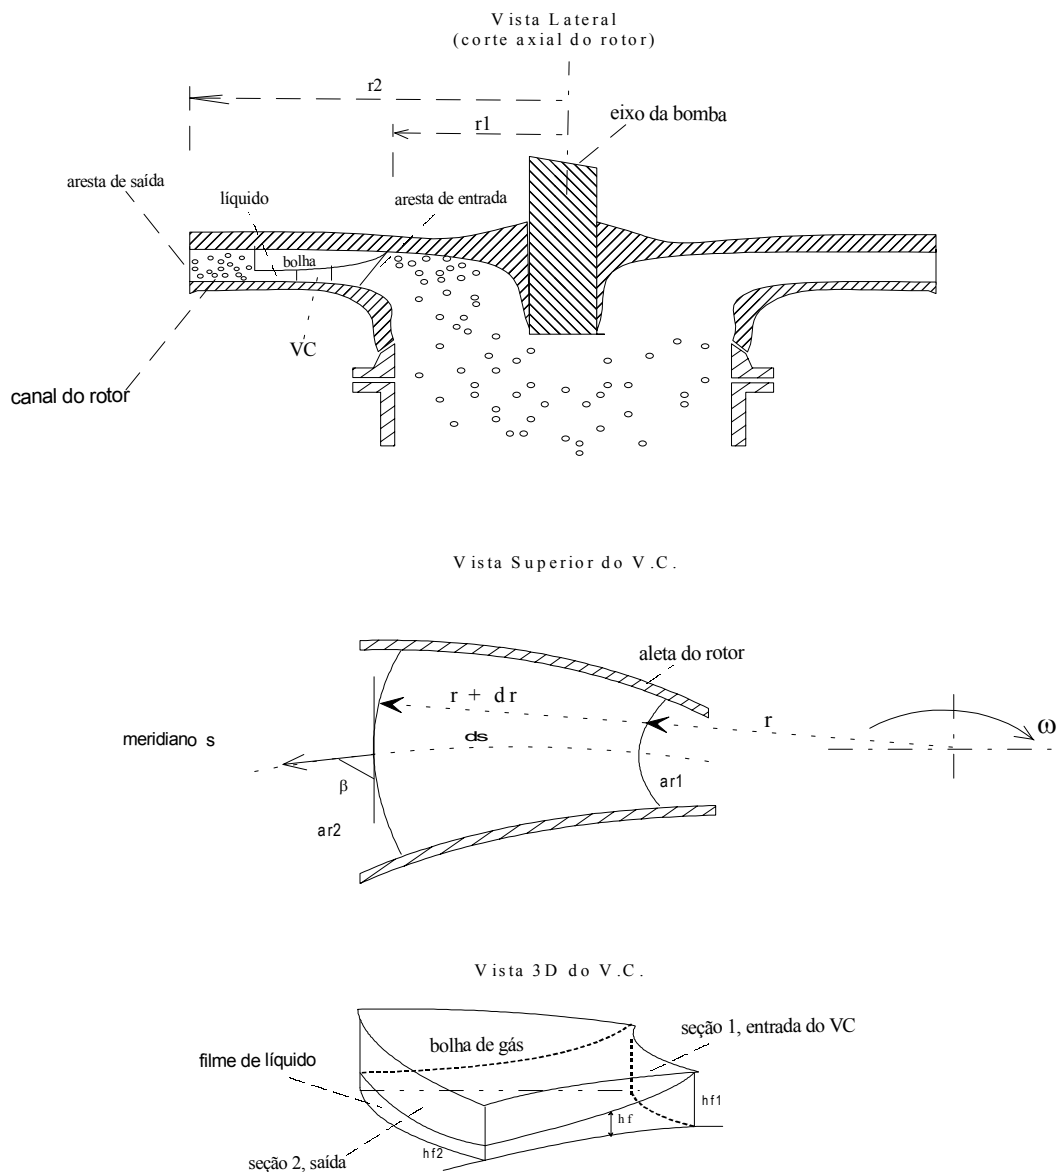 Vista Lateral
(corte axial do rotor)
r2
r1
eixo da bomba
aresta de saída
líquido
aresta de entrada
bolha
VC
canal do rotor
Vista Superior do V.C.
aleta do rotor
r + dr
r
ω
meridiano s
ds
β
ar1
ar2
Vista 3D do V.C.
seção 1, entrada do VC
bolha de gás
filme de líquido
hf1
hf
hf2
seção 2, saída